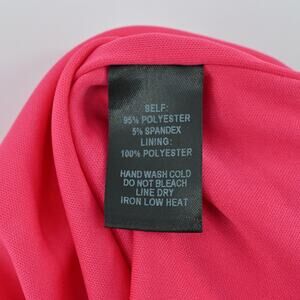 SELF:
95% POLYESTER
5% SPANDEX
LINING:
100% POLYESTER
HAND WASH COLD
DO NOT BLEACH
LINE DRY
IRON LOW HEAT